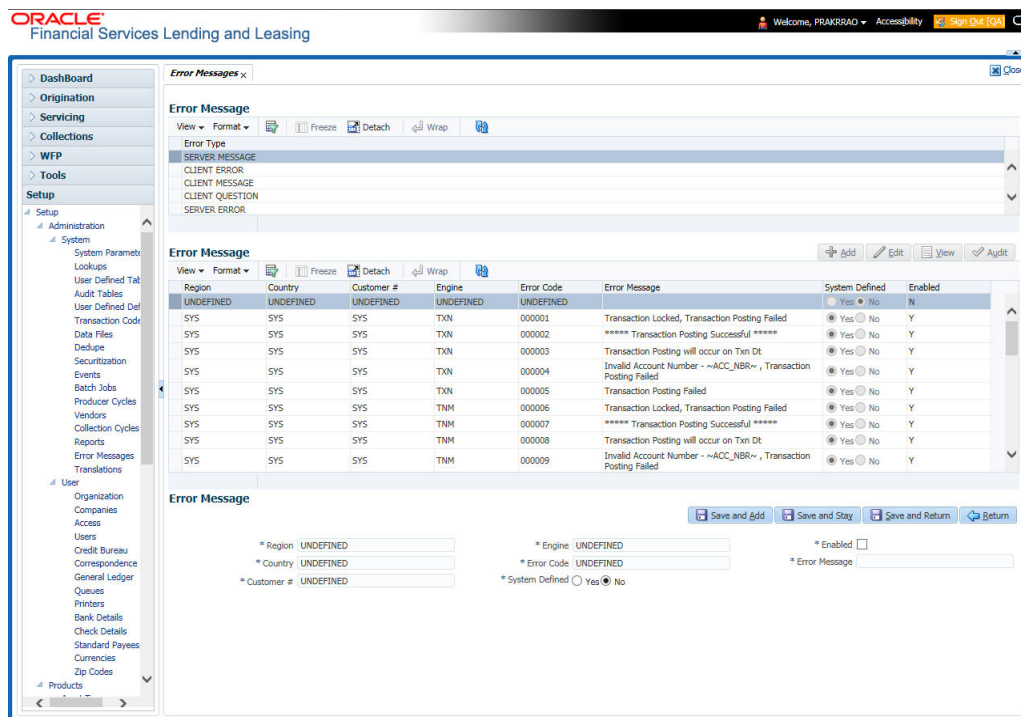 ORACLE
Financial Services Lending and Leasing
Welcome, PRAKRRAO Accessibility Sign Out [QA]
DashBoard
Origination
Servicing
Collections
WFP
Tools
Setup
Setup
Administration
System
System Paramete
Lookups
User Defined Tab
Audit Tables
User Defined Def
Transaction Code
Data Files
Dedupe
Securitization
Events
Batch Jobs
Producer Cycles
Vendors
Collection Cycles
Reports
Error Messages
Translations
User
Organization
Companies
Access
Users
Credit Bureau
Correspondence
General Ledger
Queues
Printers
Bank Details
Check Details
Standard Payees
Currencies
Zip Codes
Products
Error Messages x Close
Error Message
View Format Freeze Detach Wrap
Error Type
SERVER MESSAGE
CLIENT ERROR
CLIENT MESSAGE
CLIENT QUESTION
SERVER ERROR
Error Message Add Edit View Audit
View Format Freeze Detach Wrap
Region Country Customer # Engine Error Code Error Message System Defined Enabled
UNDEFINED UNDEFINED UNDEFINED UNDEFINED UNDEFINED Yes No N
SYS SYS SYS TXN 000001 Transaction Locked, Transaction Posting Failed Yes No Y
SYS SYS SYS TXN 000002 ***** Transaction Posting Successful ***** Yes No Y
SYS SYS SYS TXN 000003 Transaction Posting will occur on Txn Dt Yes No Y
SYS SYS SYS TXN 000004 Invalid Account Number - ~ACC_NBR~ , Transaction Yes No Y
Posting Failed
SYS SYS SYS TXN 000005 Transaction Posting Failed Yes No Y
SYS SYS SYS TNM 000006 Transaction Locked, Transaction Posting Failed Yes No Y
SYS SYS SYS TNM 000007 ***** Transaction Posting Successful ***** Yes No Y
SYS SYS SYS TNM 000008 Transaction Posting will occur on Txn Dt Yes No Y
SYS SYS SYS TNM 000009 Invalid Account Number - ~ACC_NBR~ , Transaction Yes No Y
Posting Failed
Error Message
Save and Add Save and Stay Save and Return Return
* Region UNDEFINED * Engine UNDEFINED * Enabled
* Country UNDEFINED * Error Code UNDEFINED * Error Message
* Customer # UNDEFINED * System Defined Yes No